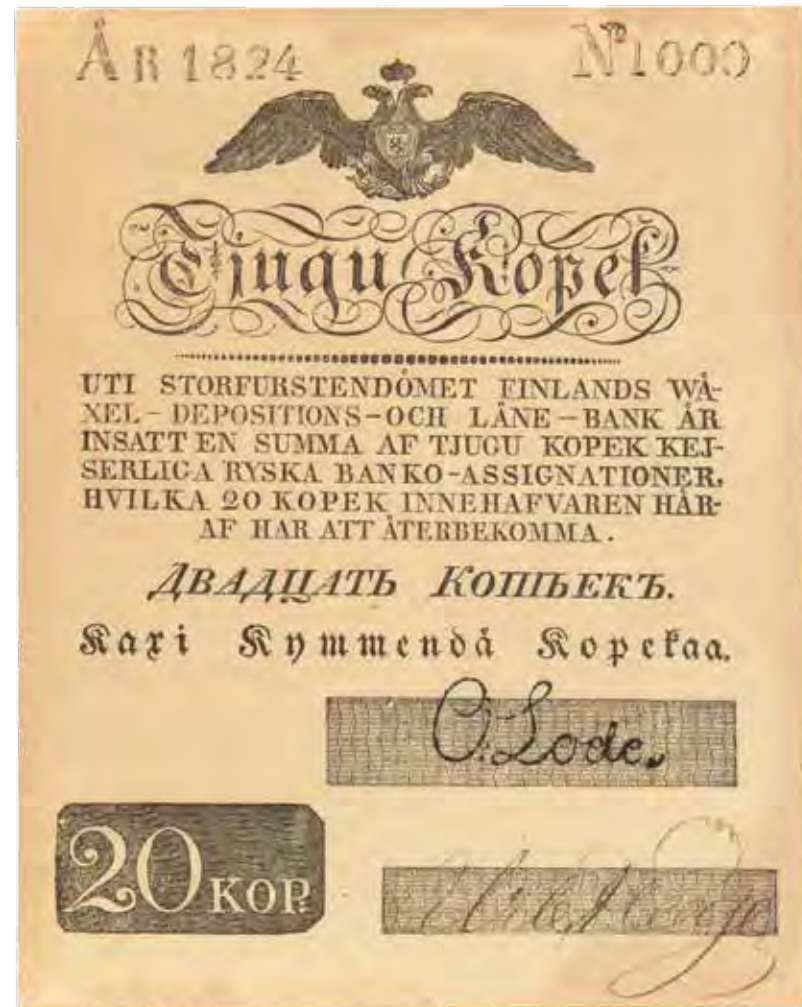 ÅR 1824 Nº 1000
Tjugu Kopek
UTI STORFURSTENDÖMET FINLANDS WÄ-
XEL-DEPOSITIONS-OCH LÅNE-BANK ÄR
INSATT EN SUMMA AF TJUGU KOPEK KEJ-
SERLIGA RYSKA BANKO-ASSIGNATIONER,
HVILKA 20 KOPEK INNEHAFVAREN HÄR-
AF HAR ATT ÅTERBEKOMMA.
ДВАДЦАТЬ КОПѢЕКЪ.
Kaxi Kymmendä Kopekaa.
O. Lode.
20 KOP.